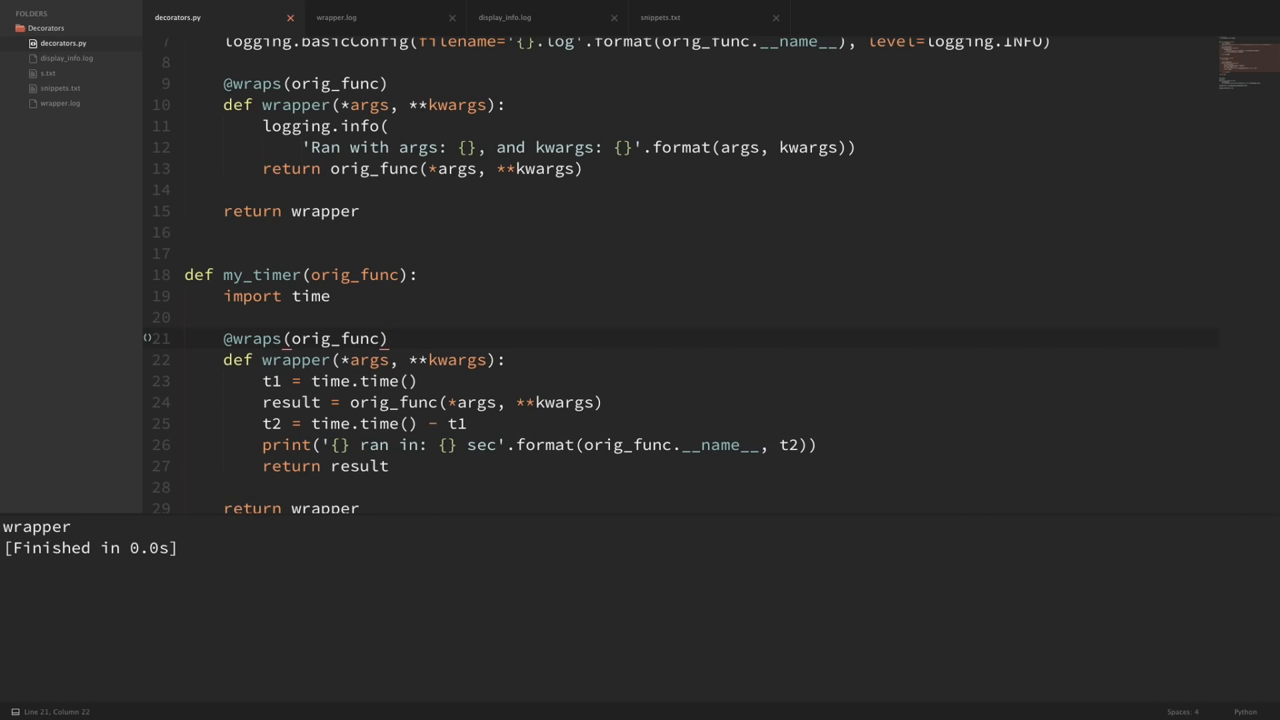 FOLDERS
Decorators
decorators.py
display_info.log
s.txt
snippets.txt
wrapper.log
decorators.py
wrapper.log
display_info.log
snippets.txt
7 logging.basicConfig(filename='{}.log'.format(orig_func.__name__), level=logging.INFO)
8
9 @wraps(orig_func)
10 def wrapper(*args, **kwargs):
11 logging.info(
12 'Ran with args: {}, and kwargs: {}'.format(args, kwargs))
13 return orig_func(*args, **kwargs)
14
15 return wrapper
16
17
18 def my_timer(orig_func):
19 import time
20
21 @wraps(orig_func)
22 def wrapper(*args, **kwargs):
23 t1 = time.time()
24 result = orig_func(*args, **kwargs)
25 t2 = time.time() - t1
26 print('{} ran in: {} sec'.format(orig_func.__name__, t2))
27 return result
28
29 return wrapper
wrapper
[Finished in 0.0s]
Line 21, Column 22
Spaces: 4
Python